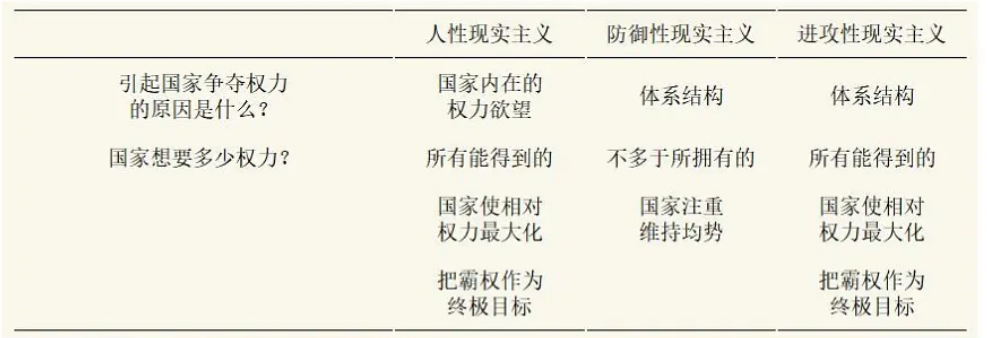 人性现实主义 防御性现实主义 进攻性现实主义
引起国家争夺权力 国家内在的 体系结构 体系结构
的原因是什么? 权力欲望
国家想要多少权力? 所有能得到的 不多于所拥有的 所有能得到的
国家使相对 国家注重 国家使相对
权力最大化 维持均势 权力最大化
把霸权作为 把霸权作为
终极目标 终极目标